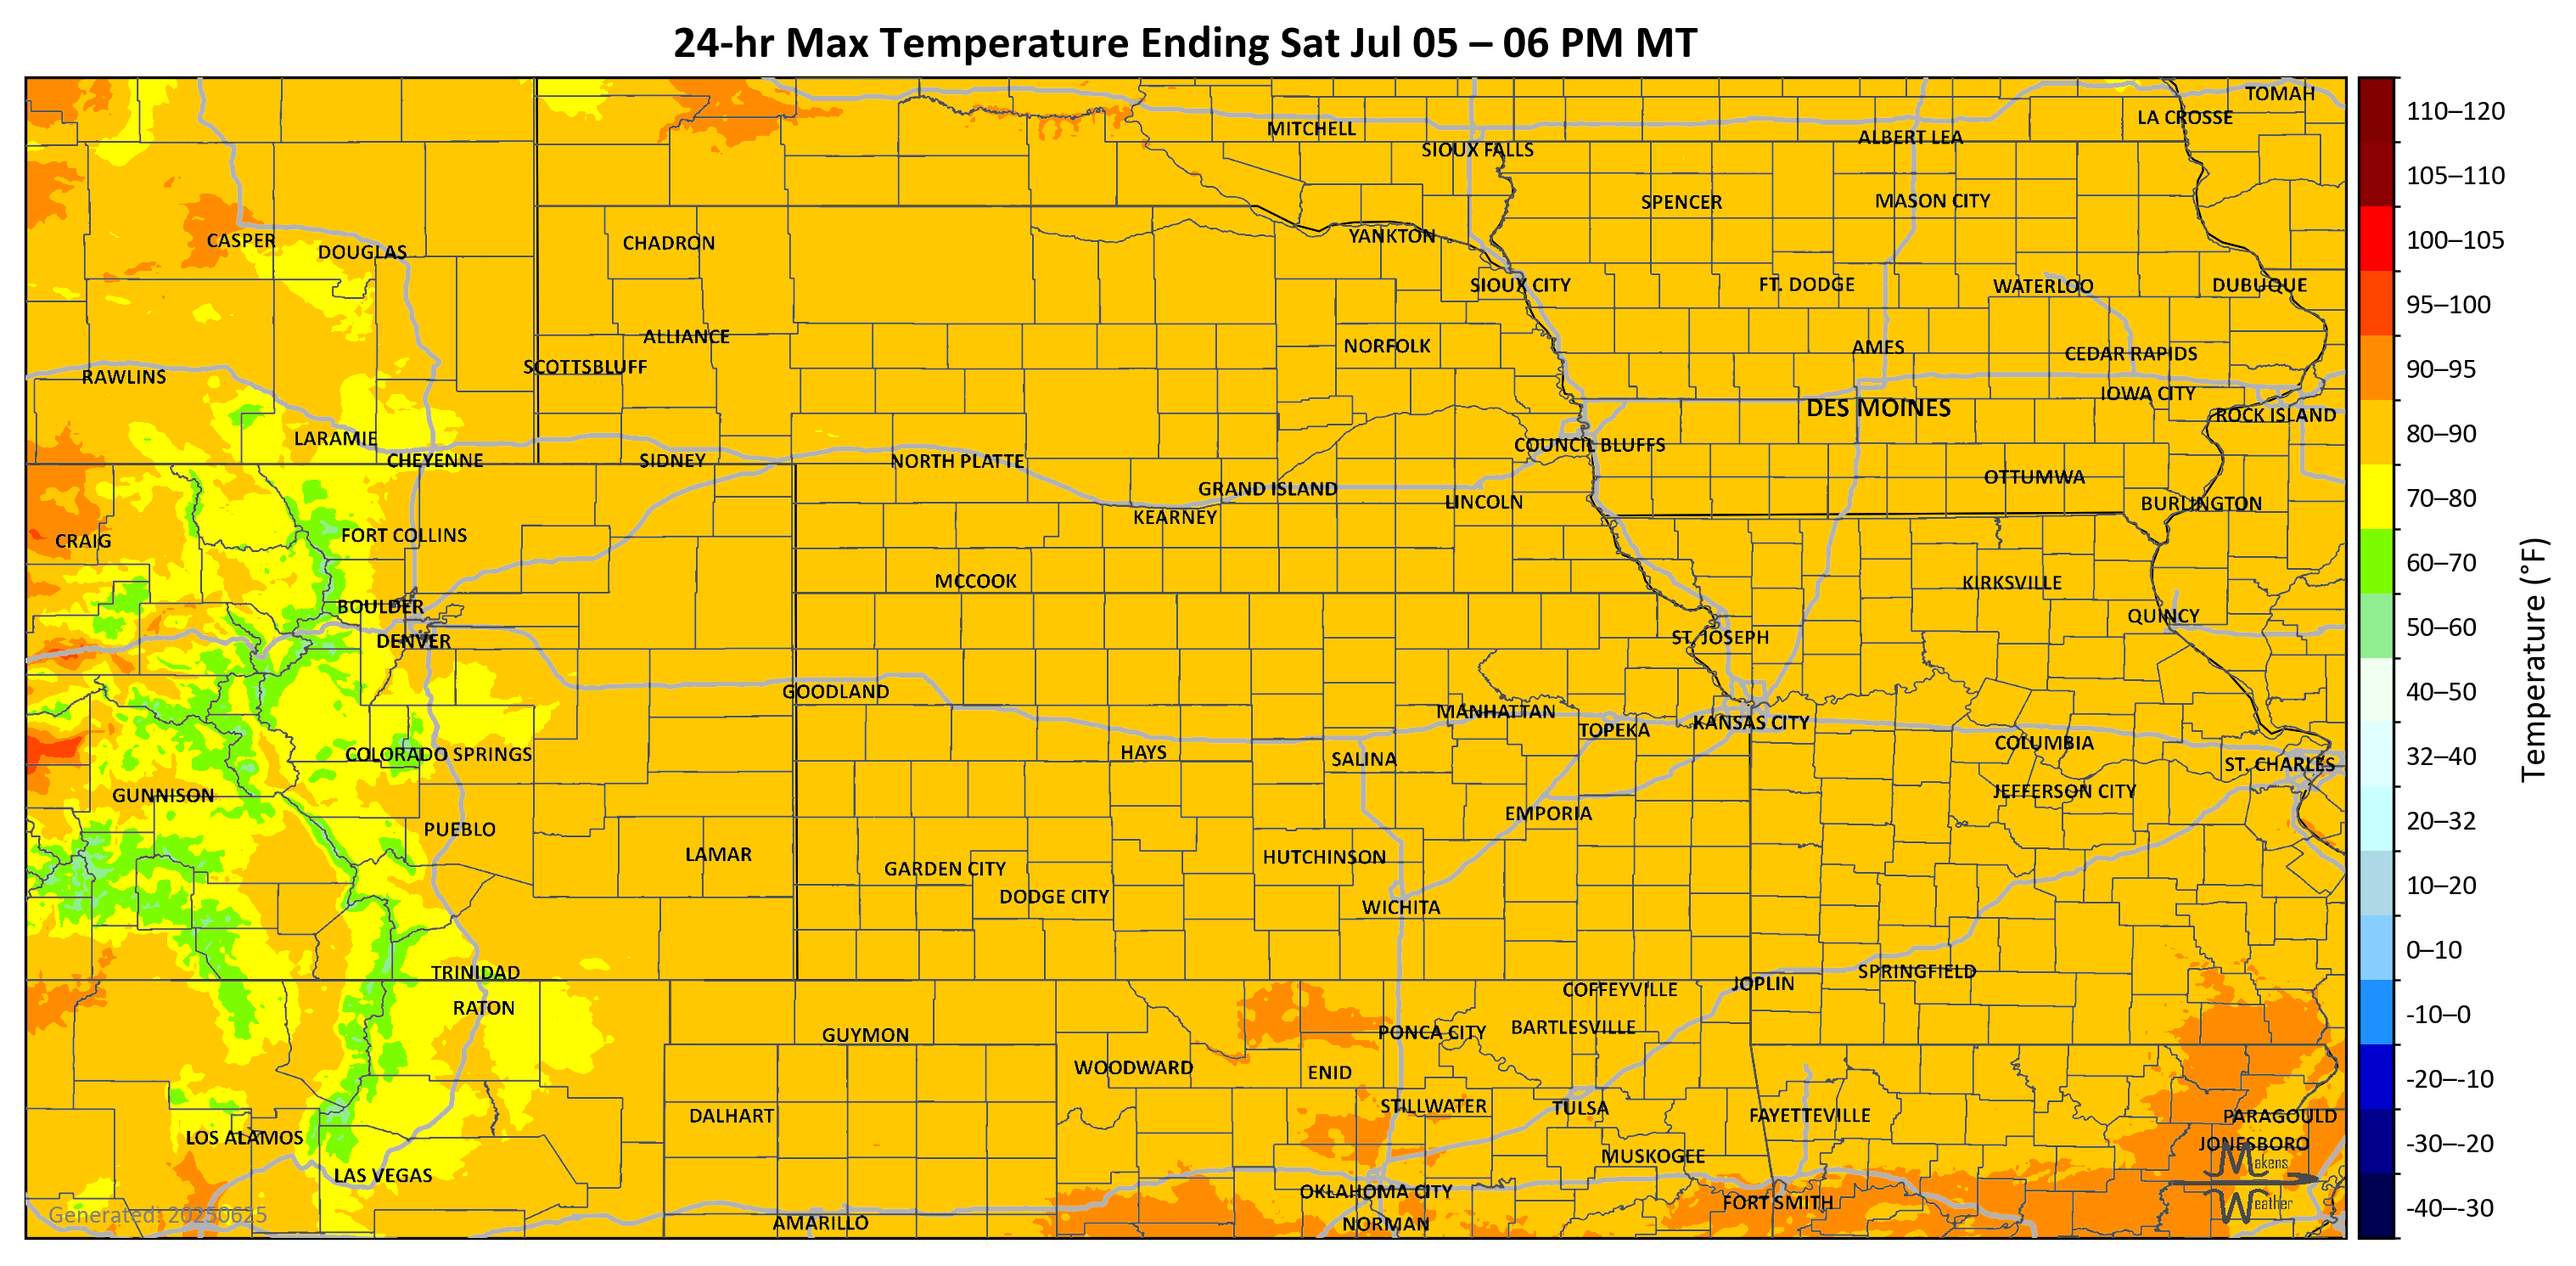 24-hr Max Temperature Ending Sat Jul 05 – 06 PM MT
TOMAH
LA CROSSE
MITCHELL
ALBERT LEA
SIOUX FALLS
SPENCER
MASON CITY
CASPER
DOUGLAS
CHADRON
YANKTON
SIOUX CITY
FT. DODGE
WATERLOO
DUBUQUE
ALLIANCE
NORFOLK
AMES
CEDAR RAPIDS
SCOTTSBLUFF
RAWLINS
IOWA CITY
DES MOINES
ROCK ISLAND
LARAMIE
COUNCIL BLUFFS
CHEYENNE
SIDNEY
NORTH PLATTE
OTTUMWA
GRAND ISLAND
LINCOLN
BURLINGTON
KEARNEY
FORT COLLINS
CRAIG
MCCOOK
KIRKSVILLE
BOULDER
QUINCY
DENVER
ST. JOSEPH
GOODLAND
MANHATTAN
TOPEKA
KANSAS CITY
COLUMBIA
COLORADO SPRINGS
HAYS
SALINA
ST. CHARLES
GUNNISON
JEFFERSON CITY
EMPORIA
PUEBLO
LAMAR
HUTCHINSON
GARDEN CITY
DODGE CITY
WICHITA
TRINIDAD
SPRINGFIELD
JOPLIN
COFFEYVILLE
RATON
BARTLESVILLE
PONCA CITY
GUYMON
WOODWARD
ENID
STILLWATER
TULSA
DALHART
FAYETTEVILLE
PARAGOULD
LOS ALAMOS
JONESBORO
MUSKOGEE
LAS VEGAS
OKLAHOMA CITY
FORT SMITH
AMARILLO
NORMAN
Generated: 20250625
Makens
Weather
110–120
105–110
100–105
95–100
90–95
80–90
70–80
60–70
50–60
40–50
32–40
20–32
10–20
0–10
-10–0
-20–-10
-30–-20
-40–-30
Temperature (°F)